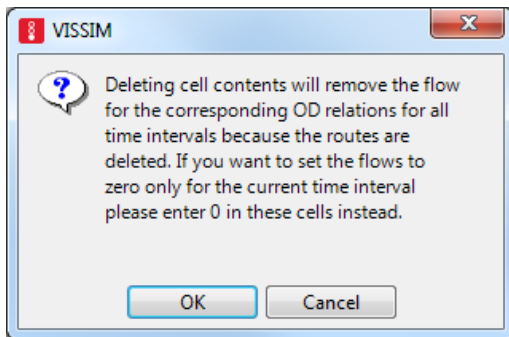 VISSIM
Deleting cell contents will remove the flow
for the corresponding OD relations for all
time intervals because the routes are
deleted. If you want to set the flows to
zero only for the current time interval
please enter 0 in these cells instead.
OK Cancel